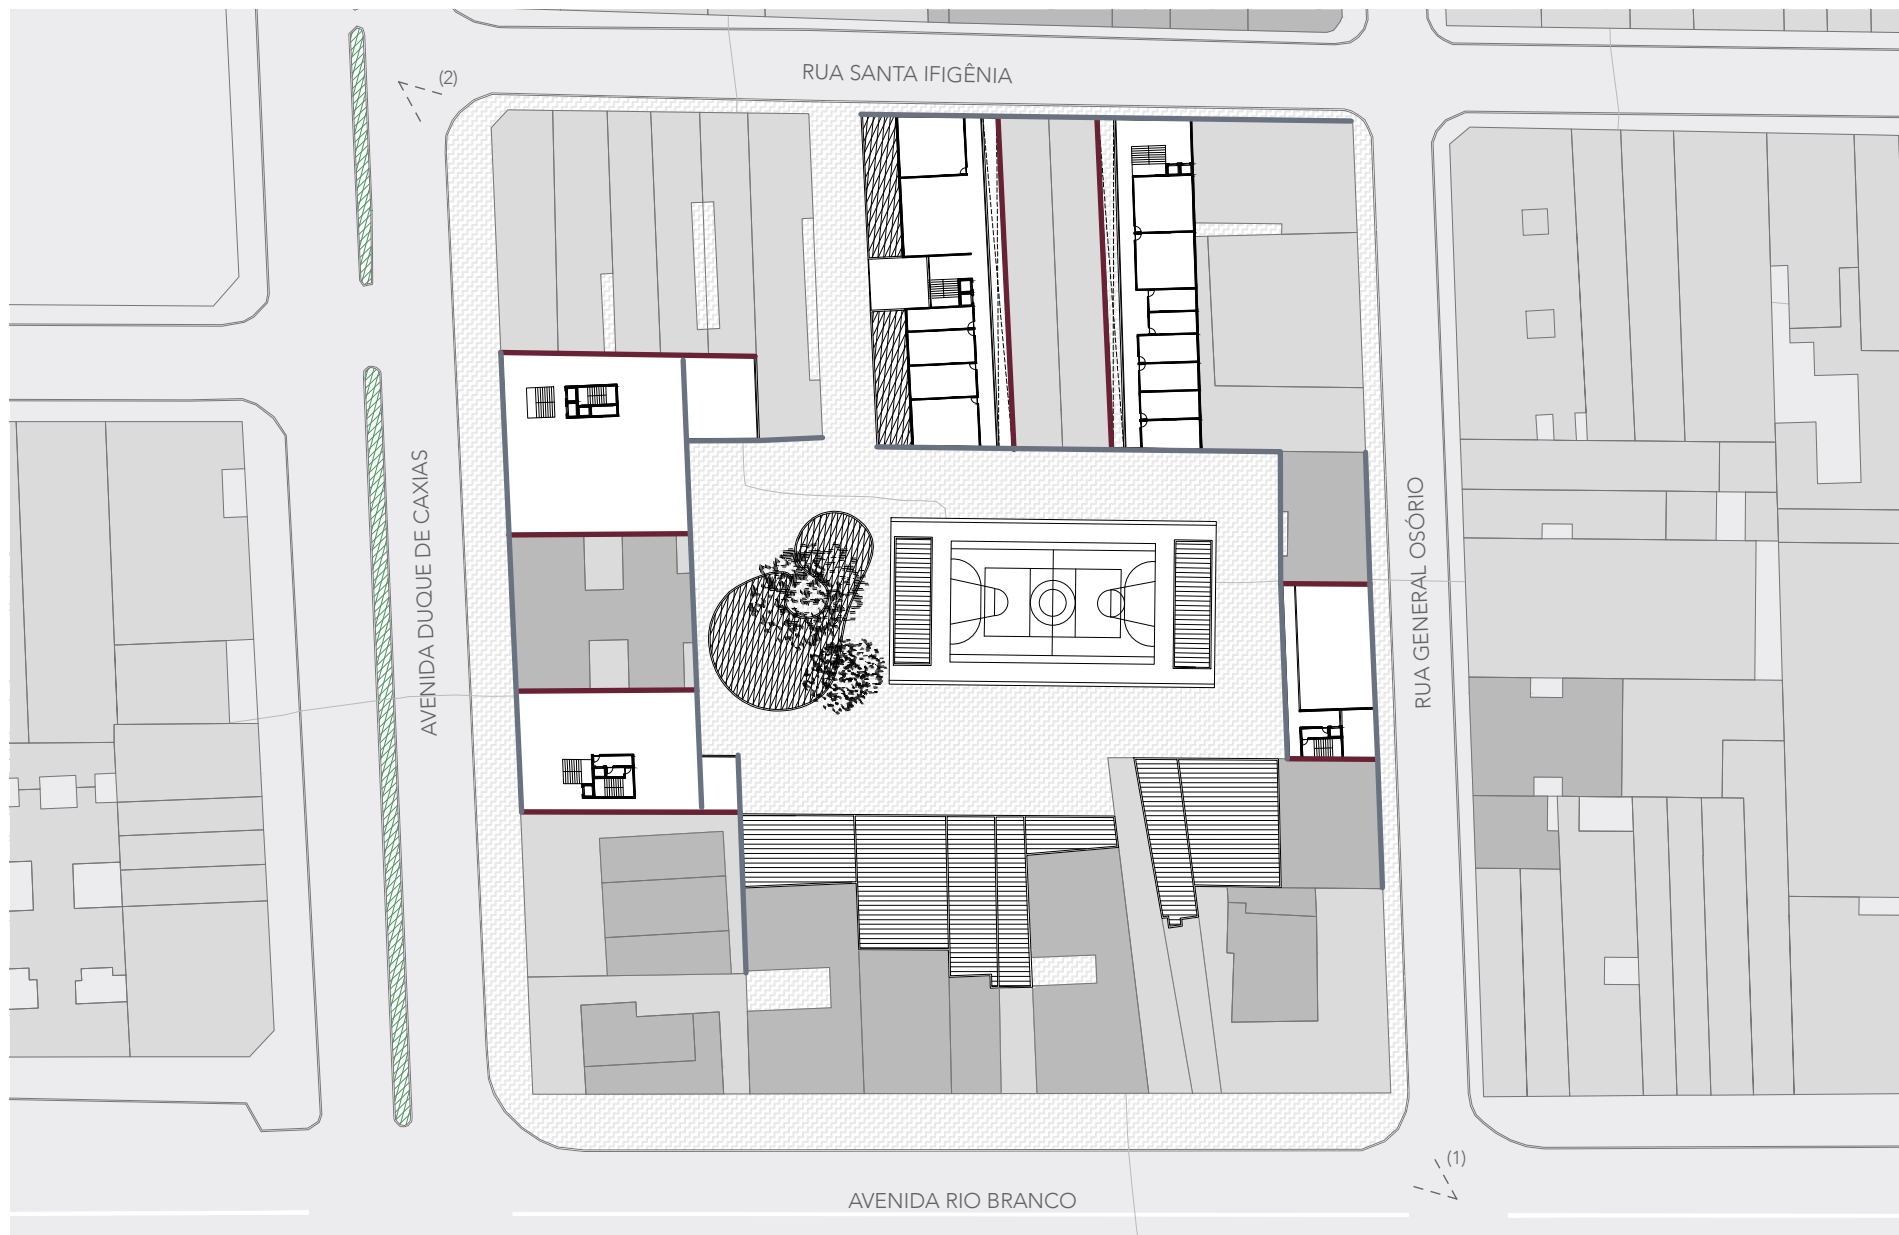 (2)
RUA SANTA IFIGÊNIA
AVENIDA DUQUE DE CAXIAS
RUA GENERAL OSÓRIO
(1)
AVENIDA RIO BRANCO